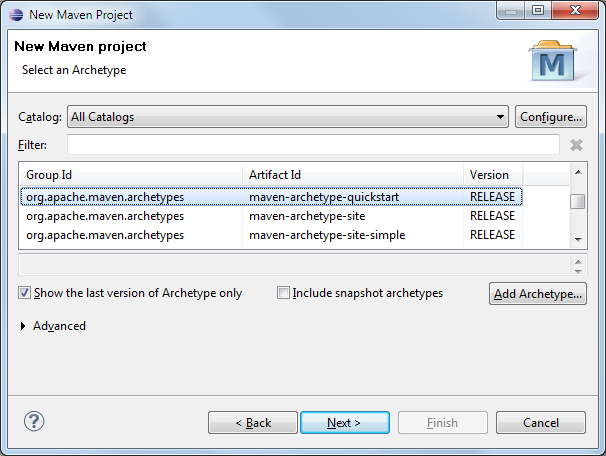 New Maven Project
New Maven project
Select an Archetype
M
Catalog: All Catalogs Configure...
Filter:
Group Id Artifact Id Version
org.apache.maven.archetypes maven-archetype-quickstart RELEASE
org.apache.maven.archetypes maven-archetype-site RELEASE
org.apache.maven.archetypes maven-archetype-site-simple RELEASE
Show the last version of Archetype only Include snapshot archetypes Add Archetype...
Advanced
? < Back Next > Finish Cancel